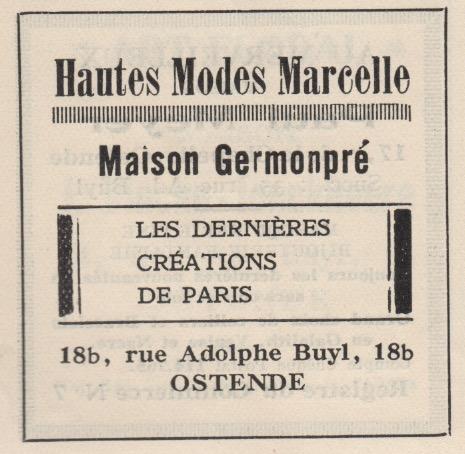 Hautes Modes Marcelle
Maison Germonpré
LES DERNIÈRES
CRÉATIONS
DE PARIS
18b, rue Adolphe Buyl, 18b
OSTENDE